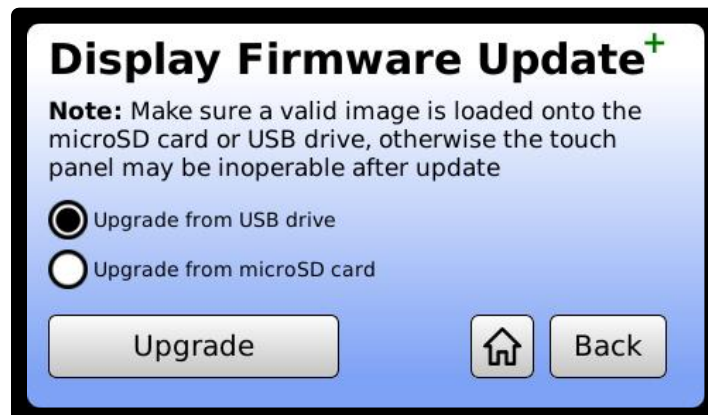 Display Firmware Update+
Note: Make sure a valid image is loaded onto the
microSD card or USB drive, otherwise the touch
panel may be inoperable after update
Upgrade from USB drive
Upgrade from microSD card
Upgrade
Back